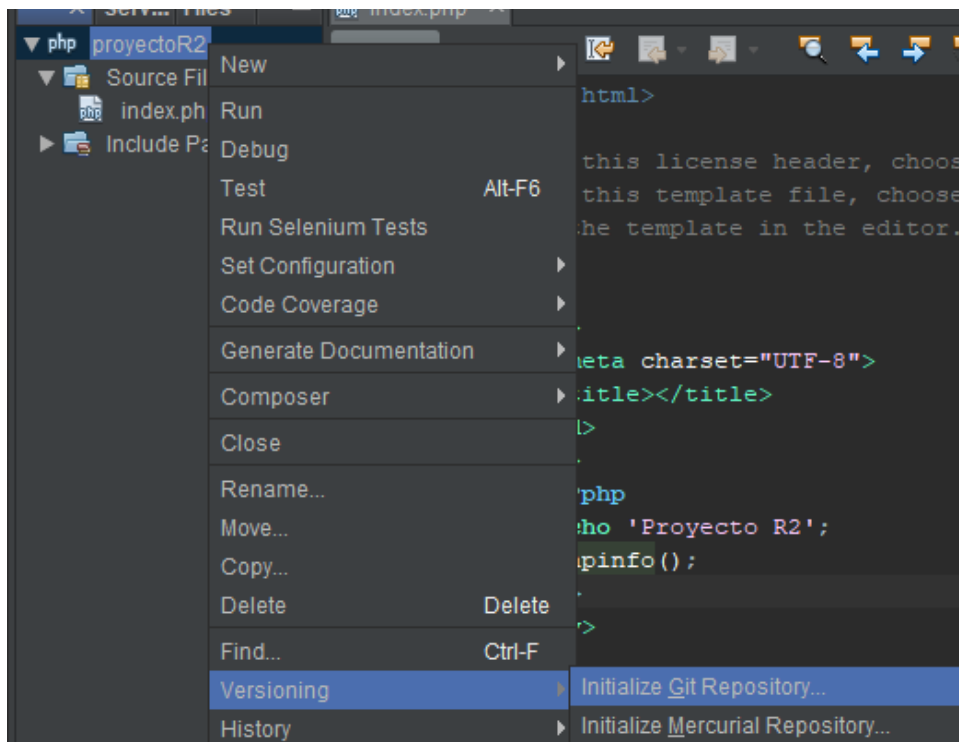 index.php
php proyectoR2
Source Fil
index.ph
Include Pa
New
Run
Debug
Test Alt-F6
Run Selenium Tests
Set Configuration
Code Coverage
Generate Documentation
Composer
Close
Rename...
Move...
Copy...
Delete Delete
Find... Ctrl-F
Versioning
History
Initialize Git Repository...
Initialize Mercurial Repository...
html>
this license header, choos
this template file, choose
he template in the editor.
eta charset="UTF-8">
itle></title>
>
?php
cho 'Proyecto R2';
pinfo();
>